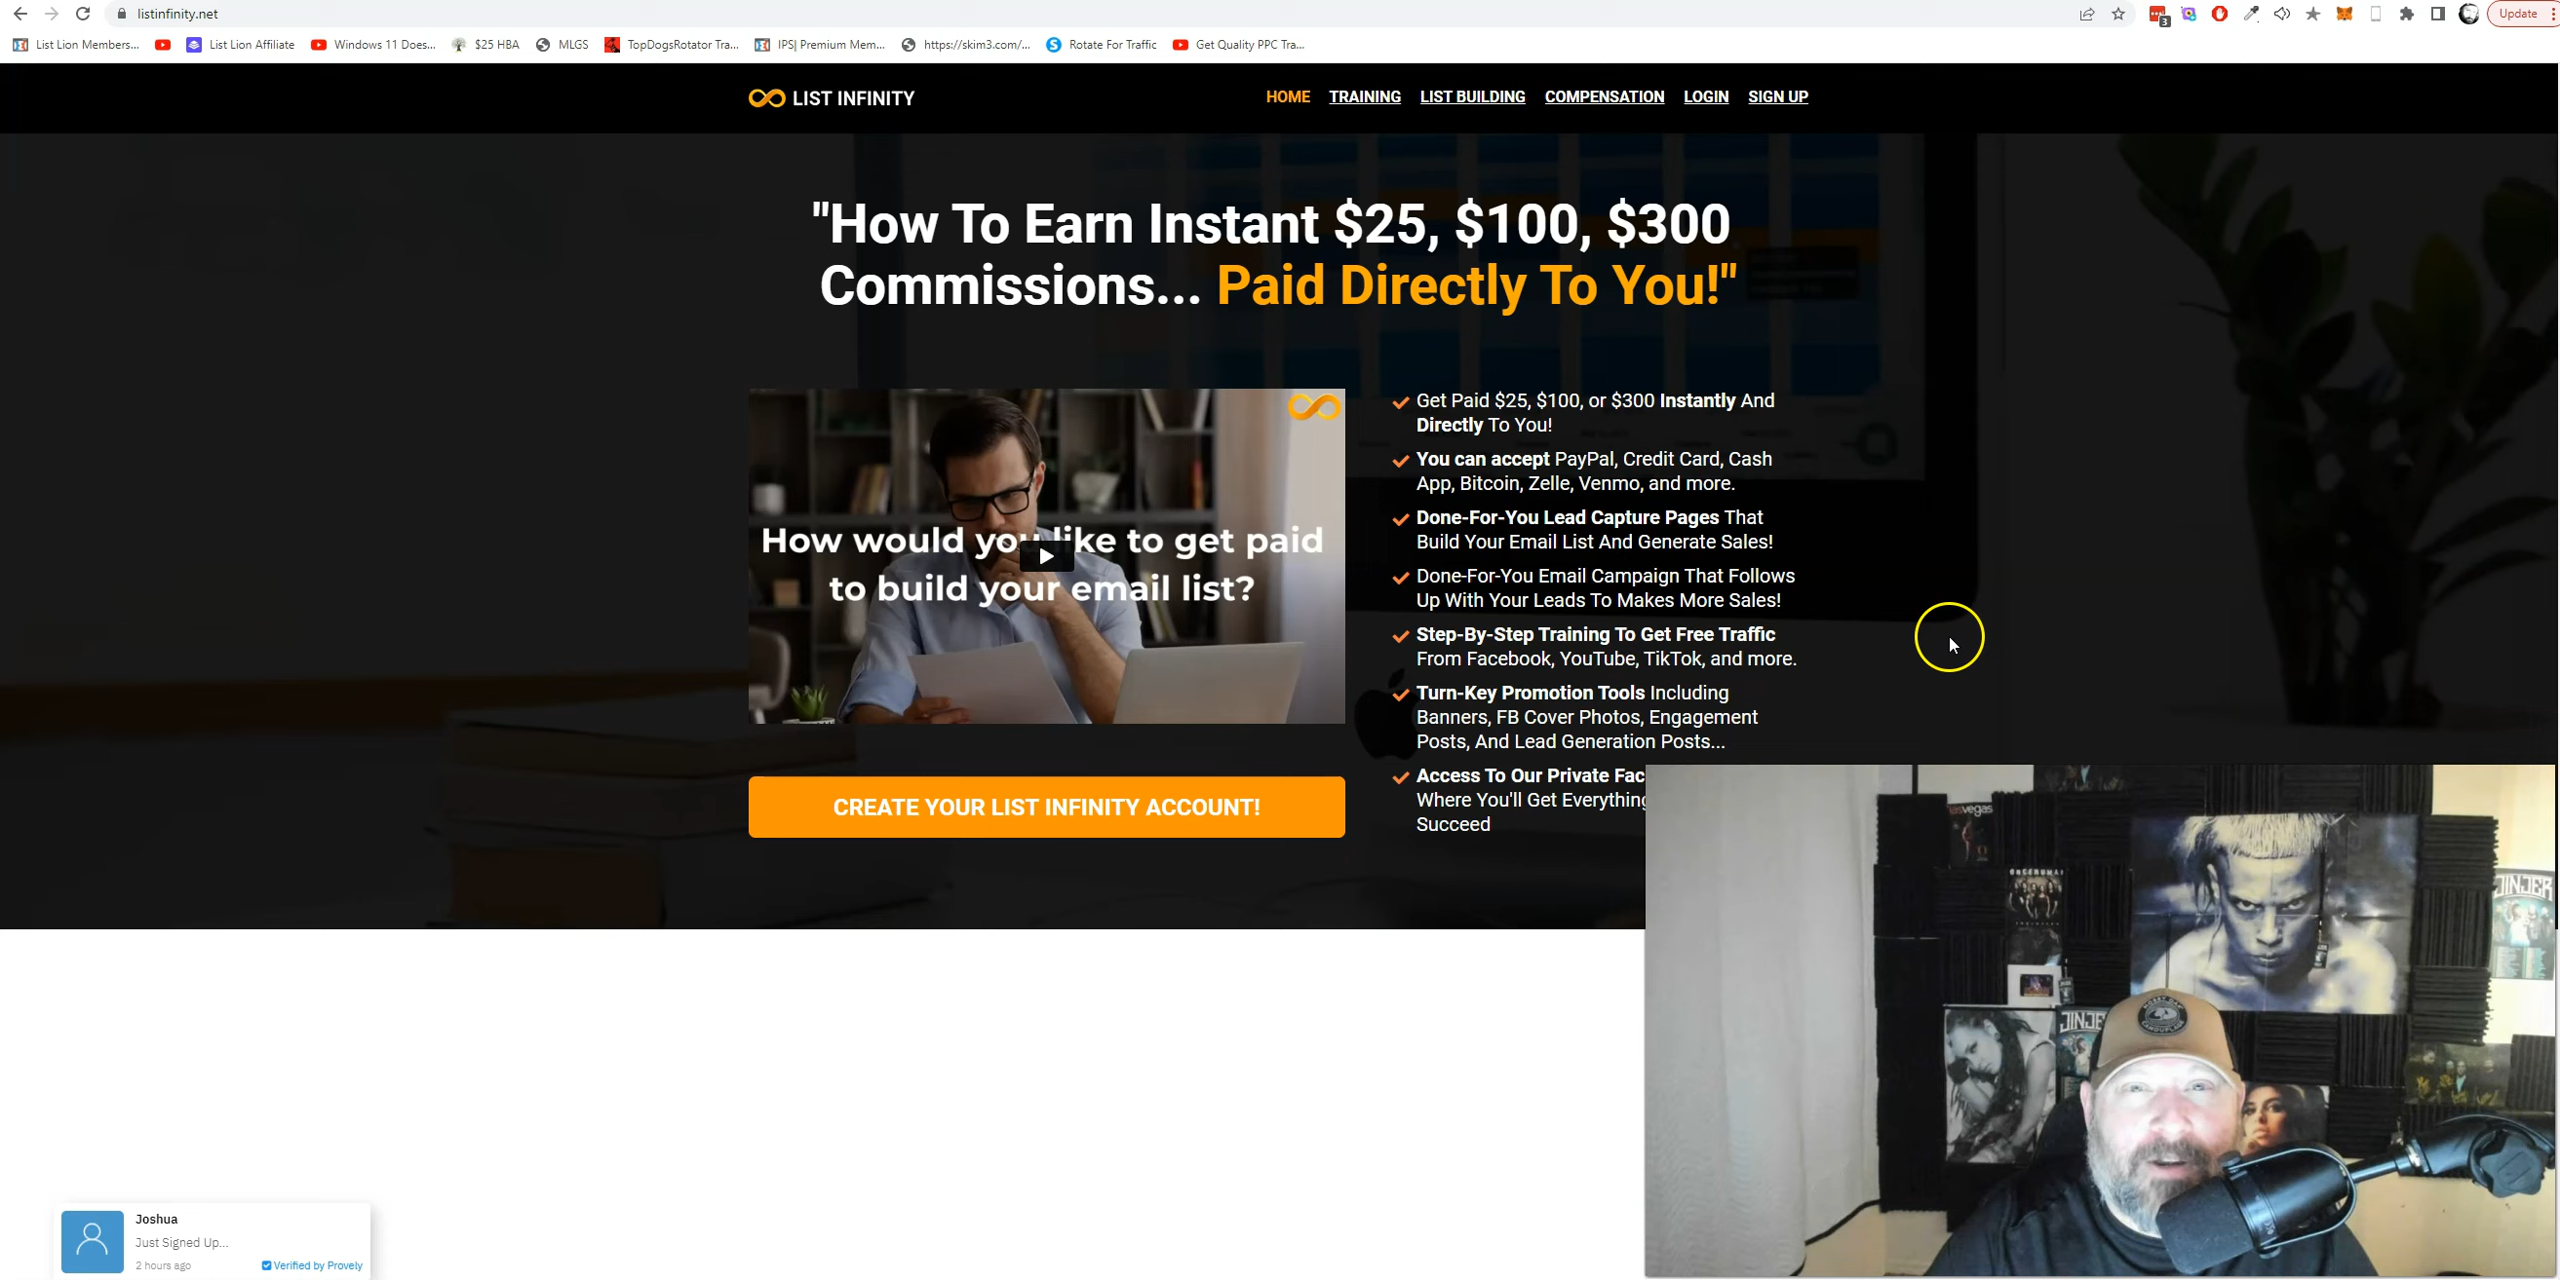 listinfinity.net
Update
3
List Lion Members...
List Lion Affiliate
Windows 11 Does...
$25 HBA
MLGS
TopDogsRotator Tra...
IPS| Premium Mem...
https://skim3.com/...
Rotate For Traffic
Get Quality PPC Tra...
LIST INFINITY
HOME
TRAINING
LIST BUILDING
COMPENSATION
LOGIN
SIGN UP
"How To Earn Instant $25, $100, $300
Commissions... Paid Directly To You!"
How would you like to get paid
to build your email list?
CREATE YOUR LIST INFINITY ACCOUNT!
Get Paid $25, $100, or $300 Instantly And
Directly To You!
You can accept PayPal, Credit Card, Cash
App, Bitcoin, Zelle, Venmo, and more.
Done-For-You Lead Capture Pages That
Build Your Email List And Generate Sales!
Done-For-You Email Campaign That Follows
Up With Your Leads To Makes More Sales!
Step-By-Step Training To Get Free Traffic
From Facebook, YouTube, TikTok, and more.
Turn-Key Promotion Tools Including
Banners, FB Cover Photos, Engagement
Posts, And Lead Generation Posts...
Access To Our Private Fac
Where You'll Get Everything
Succeed
vegas
JINJER
JINJE
Joshua
Just Signed Up...
2 hours ago
Verified by Provely